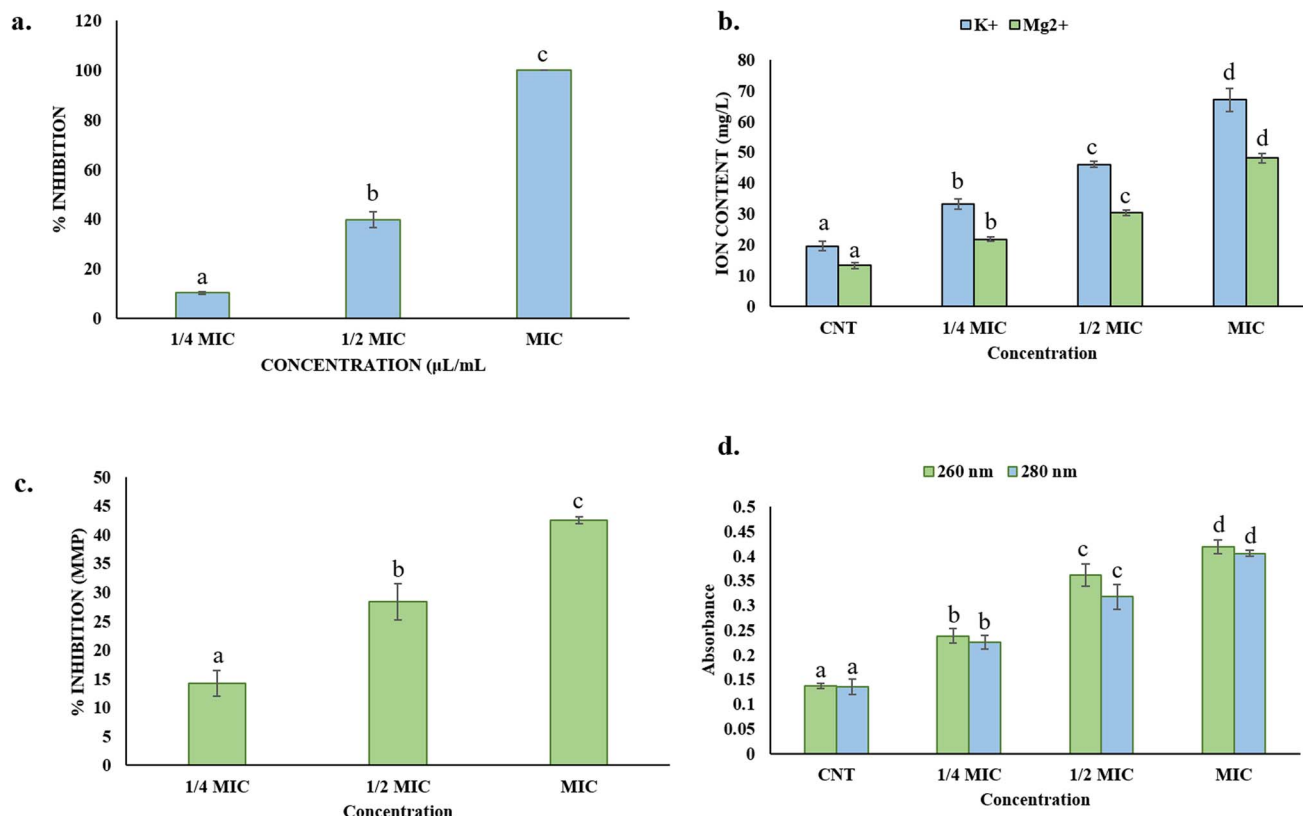 a.
120
100
80
60
40
20
0
% INHIBITION
a
b
c
1/4 MIC 1/2 MIC MIC
CONCENTRATION (µL/mL
b.
K+ Mg2+
80
70
60
50
40
30
20
10
0
ION CONTENT (mg/L)
a a b b c c d d
CNT 1/4 MIC 1/2 MIC MIC
Concentration
c.
50
45
40
35
30
25
20
15
10
5
0
% INHIBITION (MMP)
a
b
c
1/4 MIC 1/2 MIC MIC
Concentration
d.
260 nm 280 nm
0.5
0.45
0.4
0.35
0.3
0.25
0.2
0.15
0.1
0.05
0
Absorbance
a a b b c c d d
CNT 1/4 MIC 1/2 MIC MIC
Concentration